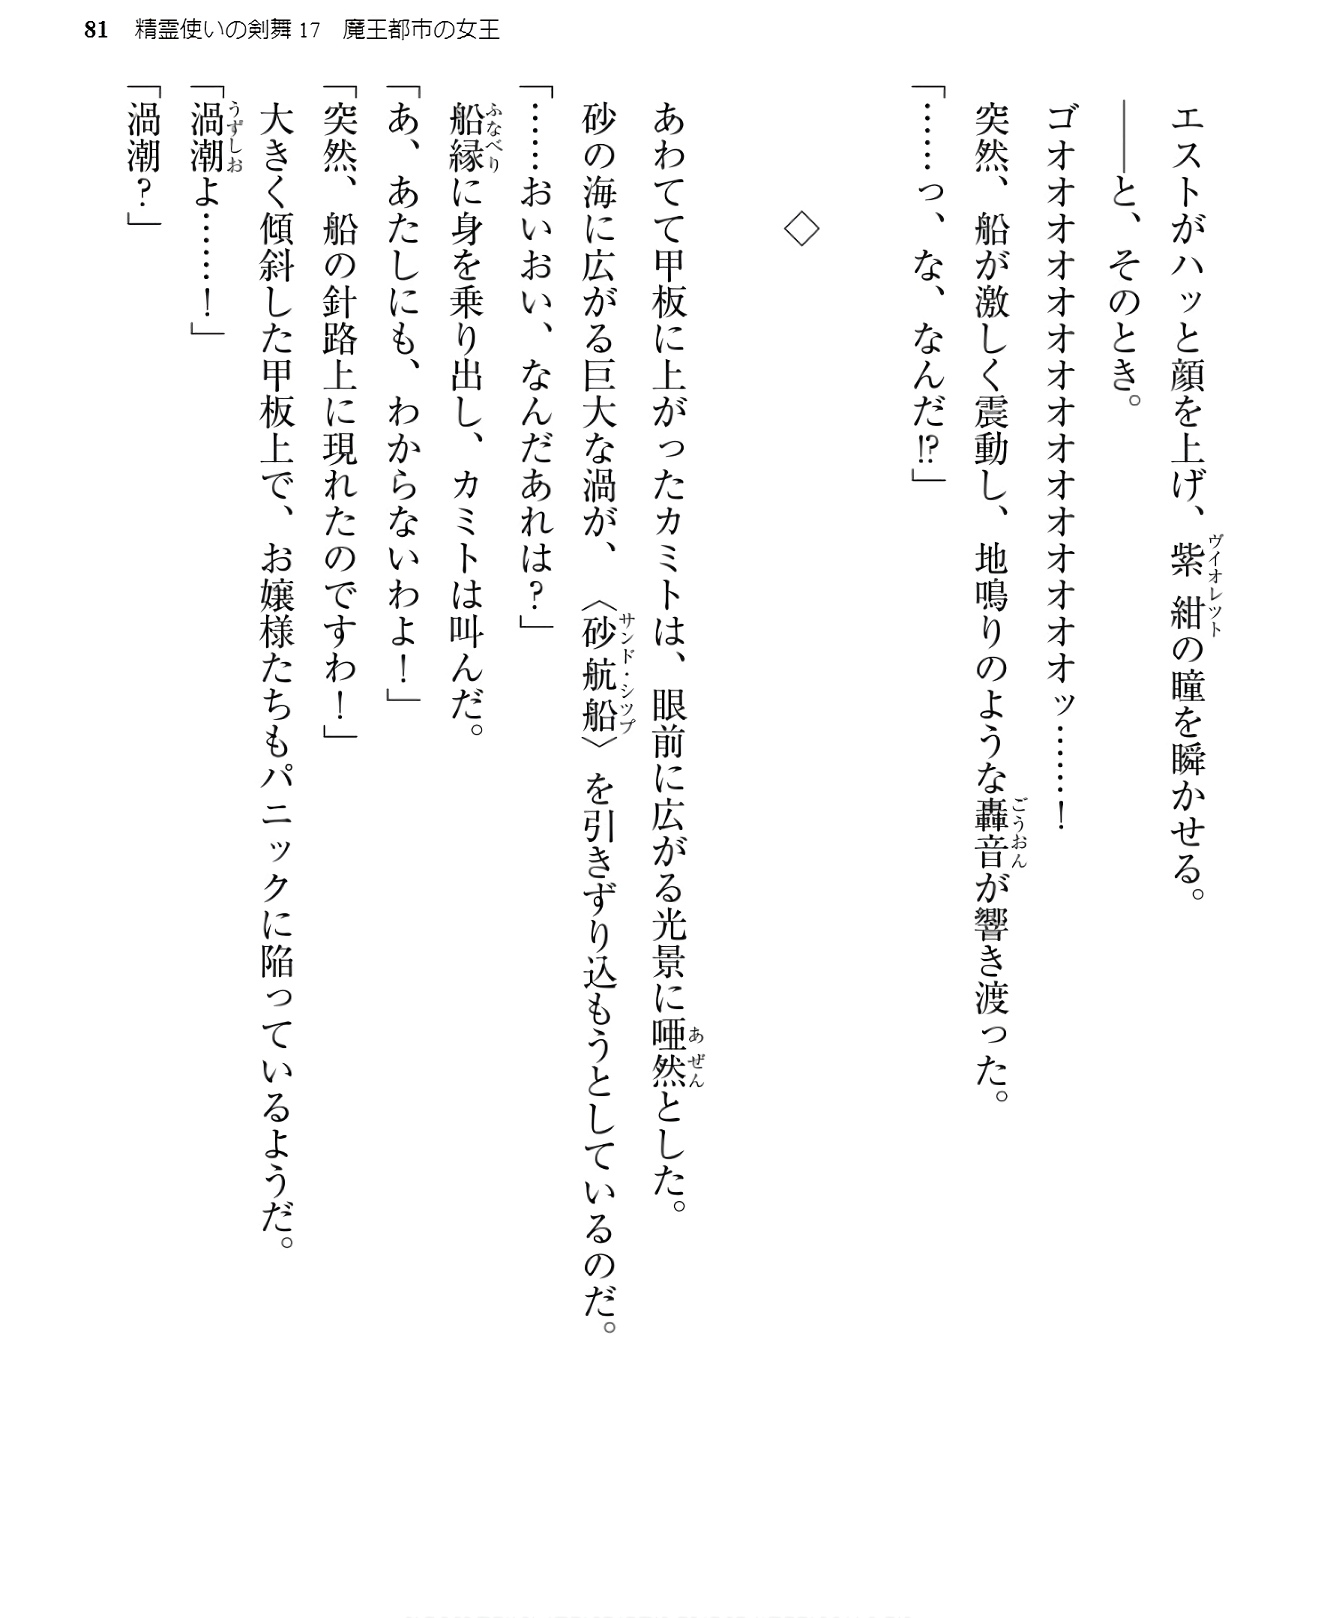 81 精霊使いの剣舞17 魔王都市の女王
エストがハッと顔を上げ、紫紺の瞳を瞬かせる。
ヴィオレット
――と、そのとき。
ゴオオオオオオオオオオオオオオオオッ……！
突然、船が激しく震動し、地鳴りのような轟音が響き渡った。
ごうおん
「……っ、な、なんだ!?」
◇
あわてて甲板に上がったカミトは、眼前に広がる光景に唖然とした。
あぜん
砂の海に広がる巨大な渦が、〈砂航船〉を引きずり込もうとしているのだ。
サンド・シップ
「……おいおい、なんだあれは？」
船縁に身を乗り出し、カミトは叫んだ。
ふなべり
「あ、あたしにも、わからないわよ！」
「突然、船の針路上に現れたのですわ！」
大きく傾斜した甲板上で、お嬢様たちもパニックに陥っているようだ。
「渦潮よ……！」
うずしお
「渦潮？」